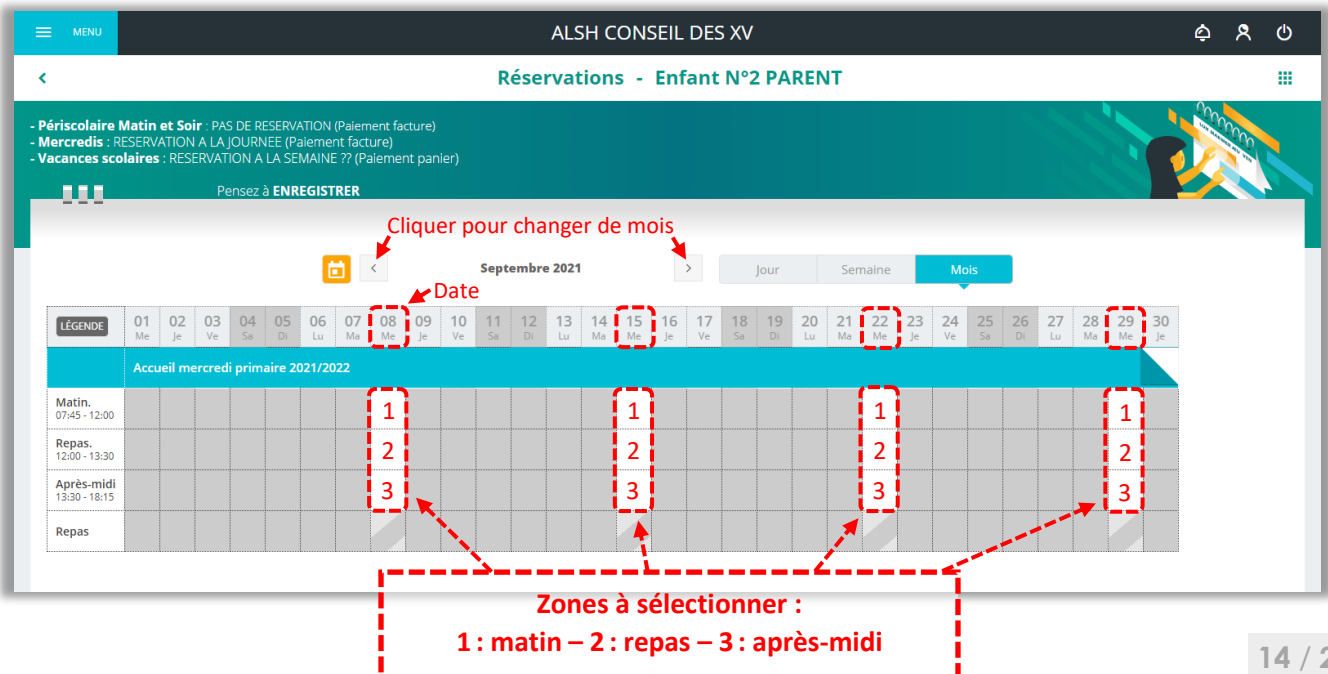 MENU
ALSH CONSEIL DES XV
Réservations - Enfant N°2 PARENT
- Périscolaire Matin et Soir : PAS DE RESERVATION (Paiement facture)
- Mercredis : RESERVATION A LA JOURNEE (Paiement facture)
- Vacances scolaires : RESERVATION A LA SEMAINE ?? (Paiement panier)
Pensez à ENREGISTRER
Cliquer pour changer de mois
Septembre 2021
Jour Semaine Mois
Date
LÉGENDE 01 02 03 04 05 06 07 08 09 10 11 12 13 14 15 16 17 18 19 20 21 22 23 24 25 26 27 28 29 30
Me Je Ve Sa Di Lu Ma Me Je Ve Sa Di Lu Ma Me Je Ve Sa Di Lu Ma Me Je Ve Sa Di Lu Ma Me Je
Accueil mercredi primaire 2021/2022
Matin. 1 1 1 1
07:45 - 12:00
Repas. 2 2 2 2
12:00 - 13:30
Après-midi 3 3 3 3
13:30 - 18:15
Repas
Zones à sélectionner :
1 : matin – 2 : repas – 3 : après-midi
14 / 2